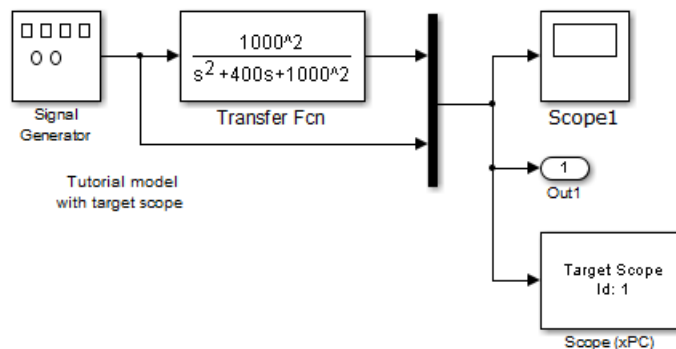 1000^2
s^2+400s+1000^2
Signal
Generator
Transfer Fcn
Scope1
Tutorial model
with target scope
1
Out1
Target Scope
Id: 1
Scope (xPC)